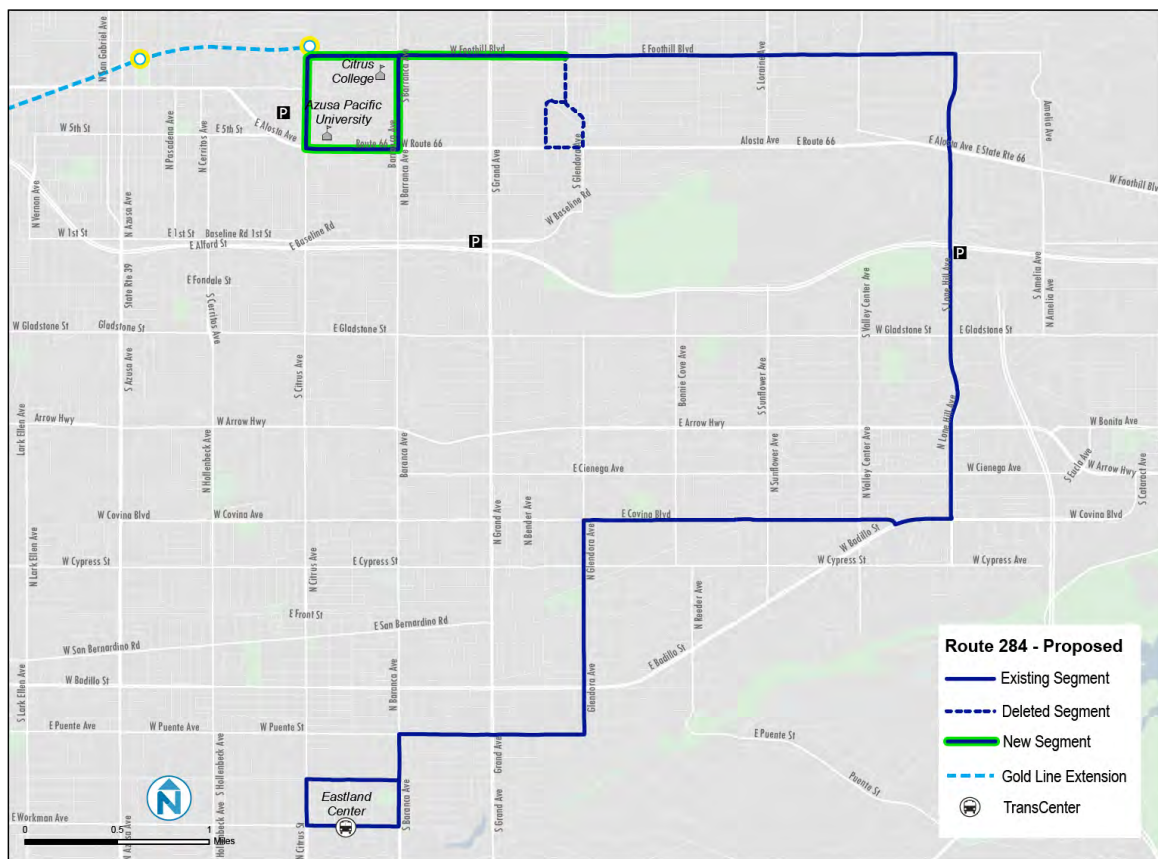 N San Gabriel Ave
W Foothill Blvd
E Foothill Blvd
S Loraine Ave
Citrus
College
S Barranca Ave
Azusa Pacific
University
P
W 5th St
E 5th St
E Alosta Ave
N Pasadena Ave
N Cerritos Ave
Route 66
W Route 66
Barranca Ave
N Barranca Ave
S Grand Ave
S Glendora Ave
Alosta Ave
E Route 66
E Alosta Ave
E State Rte 66
Amelia Ave
W Foothill Blvd
N Vernon Ave
N Azusa Ave
W 1st St
E 1st St
Baseline Rd 1st St
E Alford St
E Baseline Rd
W Baseline Rd
P
P
State Rte 39
E Fondale St
S Cerritos Ave
S Valley Center Ave
S Lone Hill Ave
S Amelia Ave
N Amelia Ave
W Gladstone St
Gladstone St
E Gladstone St
W Gladstone St
E Gladstone St
S Azusa Ave
S Citrus Ave
Bonnie Cove Ave
S Sunflower Ave
Lark Ellen Ave
Arrow Hwy
W Arrow Hwy
E Arrow Hwy
N Lone Hill Ave
W Bonita Ave
N Hollenbeck Ave
Baranca Ave
E Cienega Ave
N Sunflower Ave
N Valley Center Ave
W Cienega Ave
S Eucla Ave
W Arrow Hwy
S Cataract Ave
W Covina Blvd
W Covina Ave
N Grand Ave
N Bender Ave
E Covina Blvd
W Covina Blvd
W Badillo St
N Lark Ellen Ave
W Cypress St
N Citrus Ave
E Cypress St
N Glendora Ave
W Cypress St
W Cypress Ave
N Reeder Ave
E Front St
E San Bernardino Rd
W San Bernardino Rd
E Badillo St
S Lark Ellen Ave
W Badillo St
N Baranca Ave
Glendora Ave
E Puente Ave
W Puente Ave
W Puente St
E Puente St
Puente St
S Hollenbeck Ave
Grand Ave
N
Eastland
Center
S Baranca Ave
S Grand Ave
E Workman Ave
N Azusa Ave
Hollenbeck Ave
N Citrus St
0
0.5
1
Miles
Route 284 - Proposed
Existing Segment
Deleted Segment
New Segment
Gold Line Extension
TransCenter